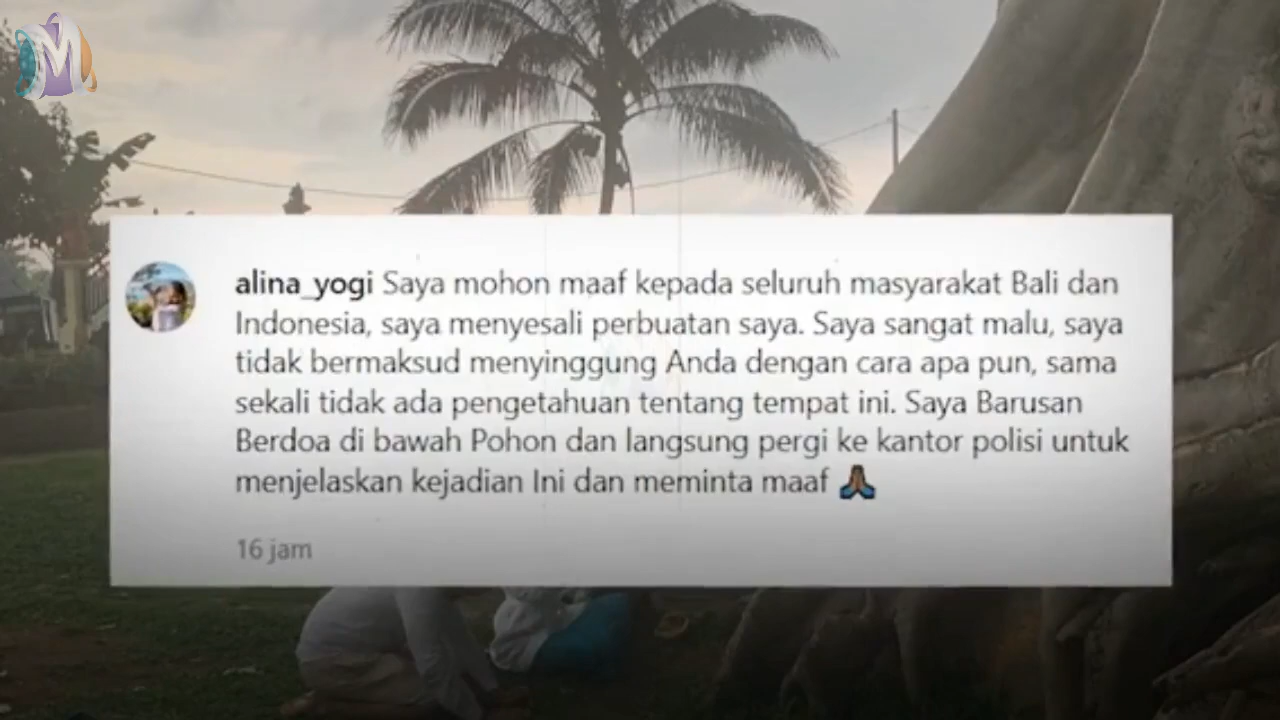 M
alina_yogi Saya mohon maaf kepada seluruh masyarakat Bali dan
Indonesia, saya menyesali perbuatan saya. Saya sangat malu, saya
tidak bermaksud menyinggung Anda dengan cara apa pun, sama
sekali tidak ada pengetahuan tentang tempat ini. Saya Barusan
Berdoa di bawah Pohon dan langsung pergi ke kantor polisi untuk
menjelaskan kejadian Ini dan meminta maaf 🙏🏾
16 jam